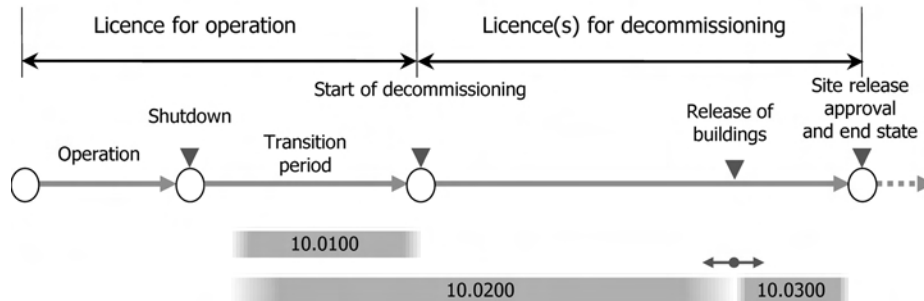 Licence for operation
Licence(s) for decommissioning
Start of decommissioning
Site release
approval
and end state
Shutdown
Release of
buildings
Operation
Transition
period
10.0100
10.0200
10.0300